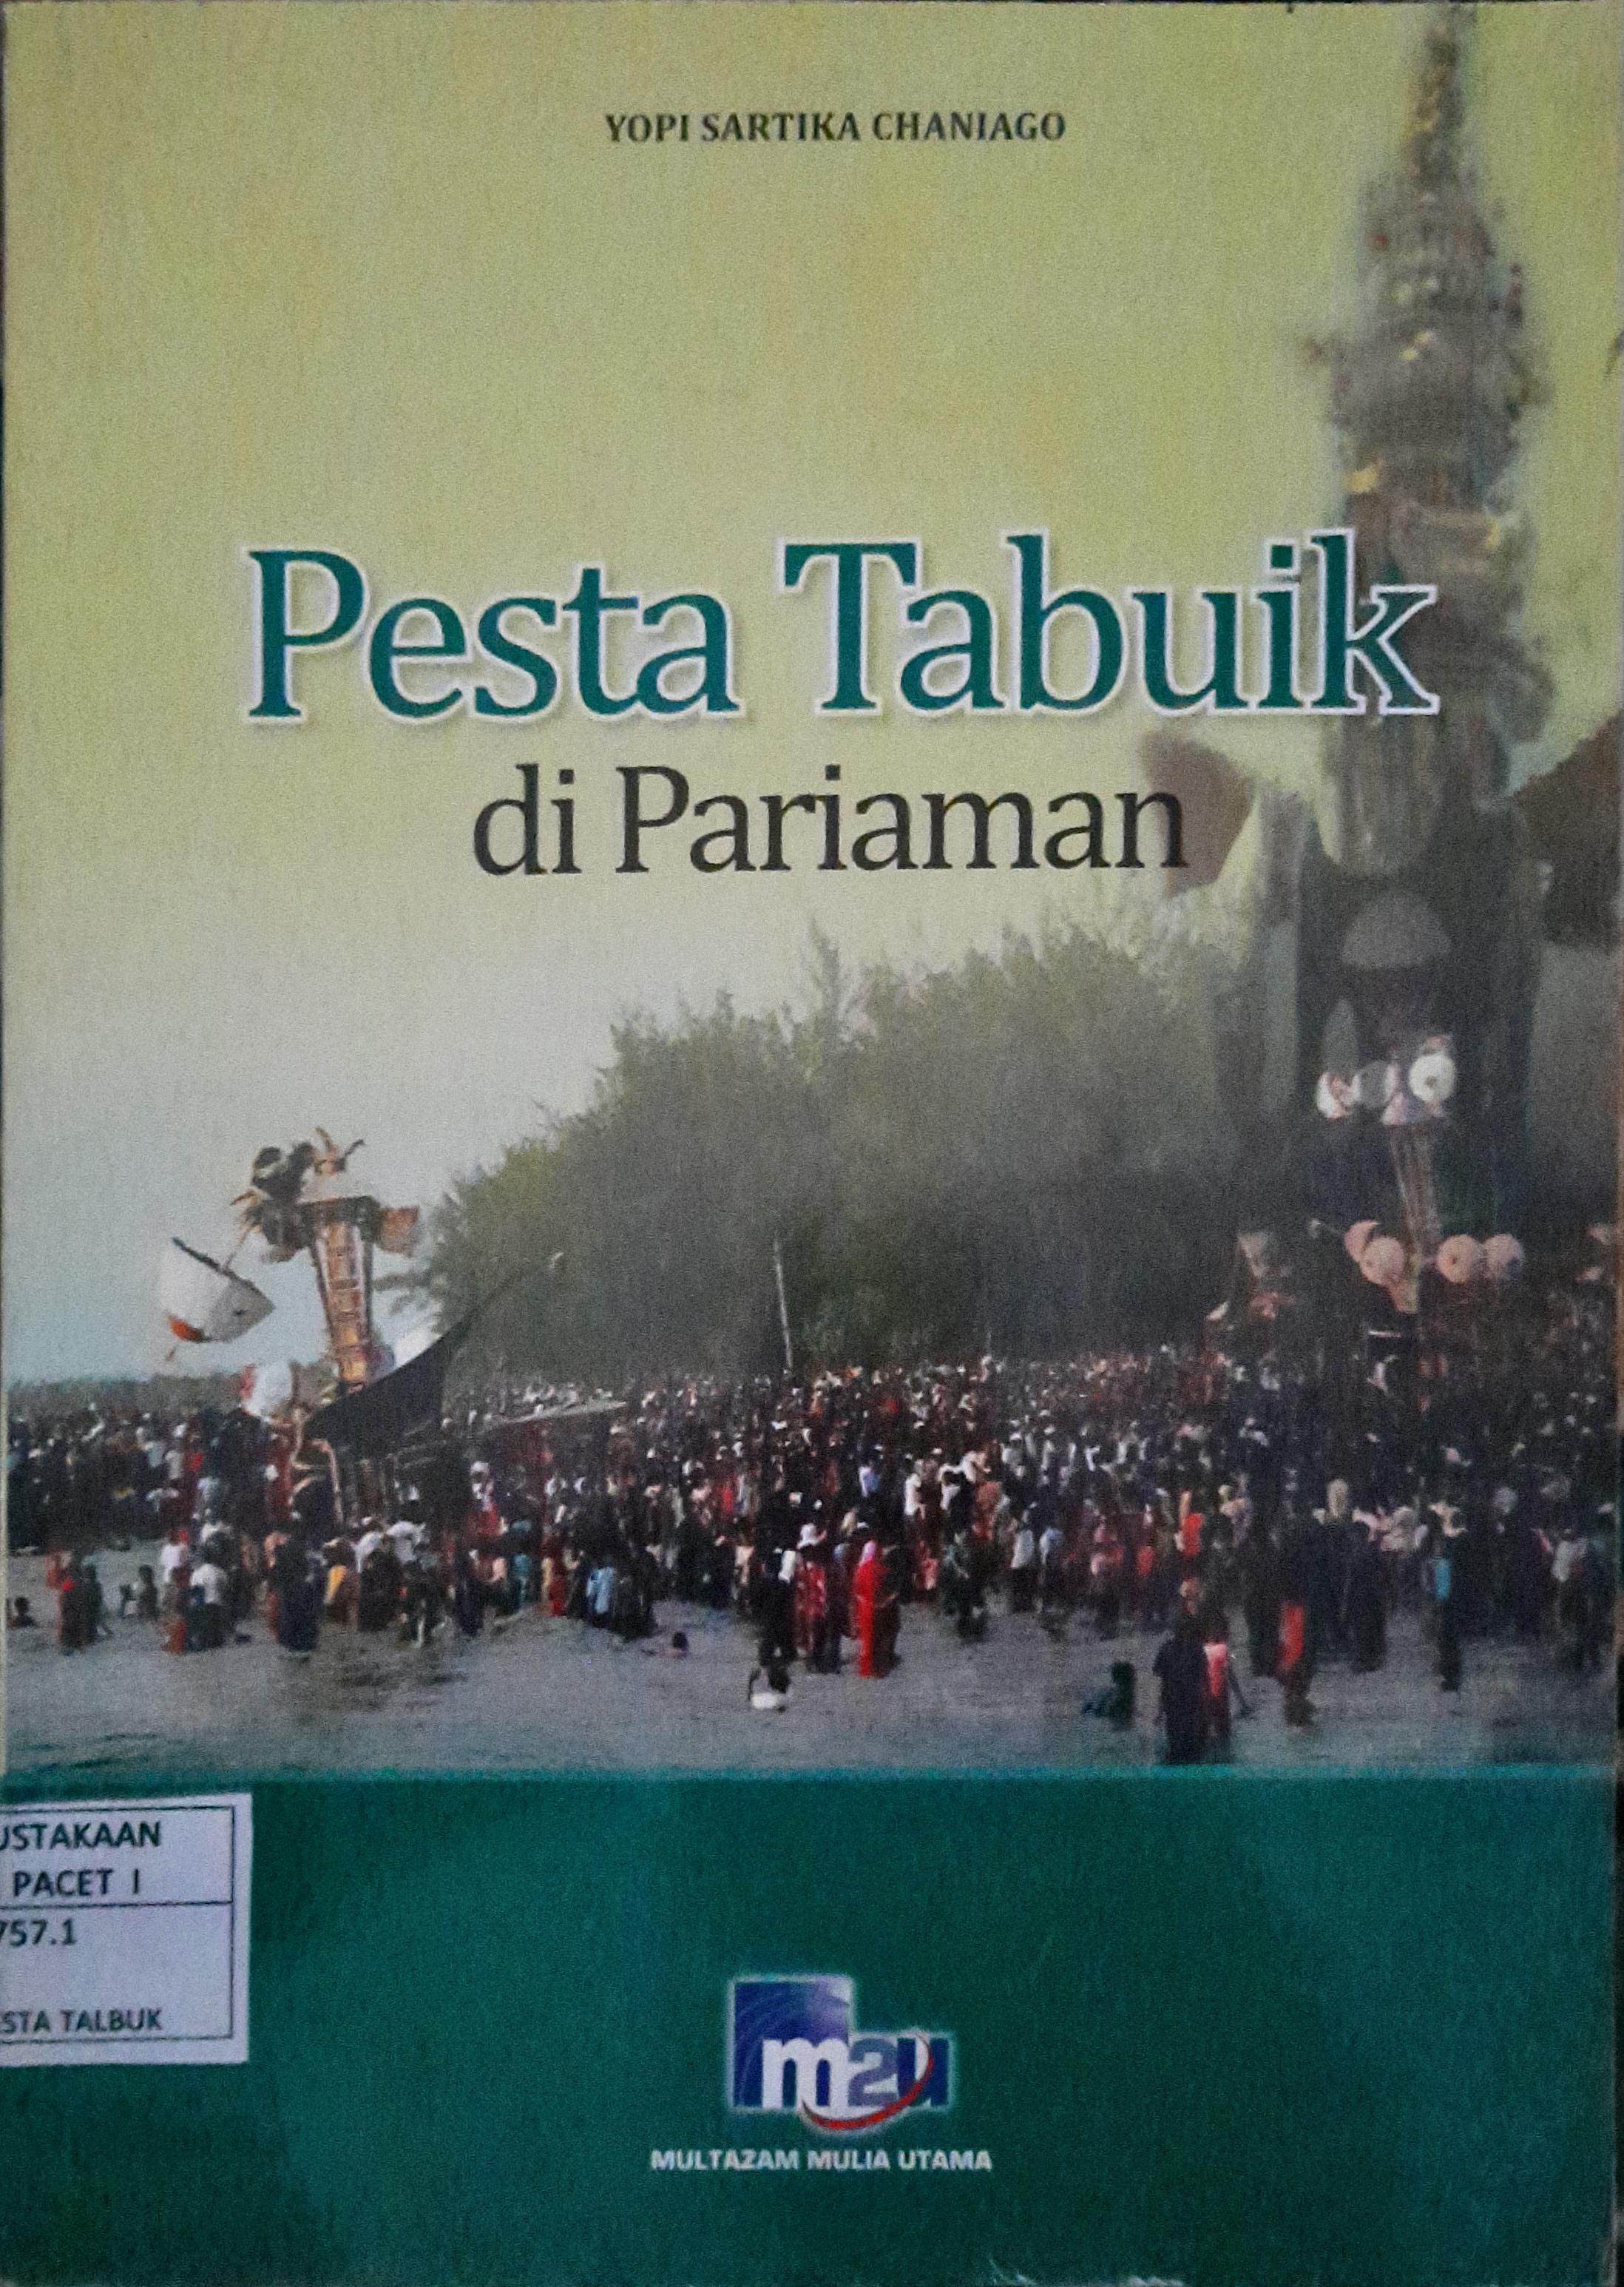 YOPI SARTIKA CHANIAGO
Pesta Tabuik
di Pariaman
USTAKAAN
PACET I
757.1
STA TALBUK
m2u
MULTAZAM MULIA UTAMA